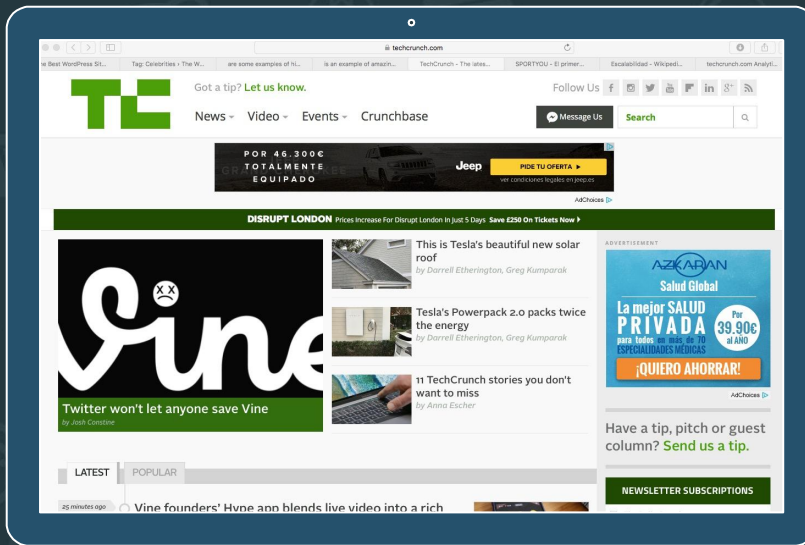 techcrunch.com
ne Best WordPress Sit... Tag: Celebrities ‹ The W... are some examples of hi... is an example of amazin... TechCrunch - The lates... SPORTYOU - El primer... Escalabilidad - Wikipedi... techcrunch.com Analyti...
TC
Got a tip? Let us know.
Follow Us
News Video Events Crunchbase
Message Us
Search
POR 46.300€
TOTALMENTE
EQUIPADO
GRAND CHEROKEE
Jeep
PIDE TU OFERTA
ver condiciones legales en jeep.es
AdChoices
DISRUPT LONDON Prices Increase For Disrupt London In Just 5 Days Save £250 On Tickets Now
Vine
Twitter won't let anyone save Vine
by Josh Constine
This is Tesla's beautiful new solar
roof
by Darrell Etherington, Greg Kumparak
Tesla's Powerpack 2.0 packs twice
the energy
by Darrell Etherington, Greg Kumparak
11 TechCrunch stories you don't
want to miss
by Anna Escher
ADVERTISEMENT
AZKARAN
Salud Global
La mejor SALUD
PRIVADA
para todos en más de 70
ESPECIALIDADES MÉDICAS
Por
39.90€
al AÑO
¡QUIERO AHORRAR!
AdChoices
Have a tip, pitch or guest
column? Send us a tip.
NEWSLETTER SUBSCRIPTIONS
LATEST POPULAR
25 minutes ago
Vine founders' Hype app blends live video into a rich